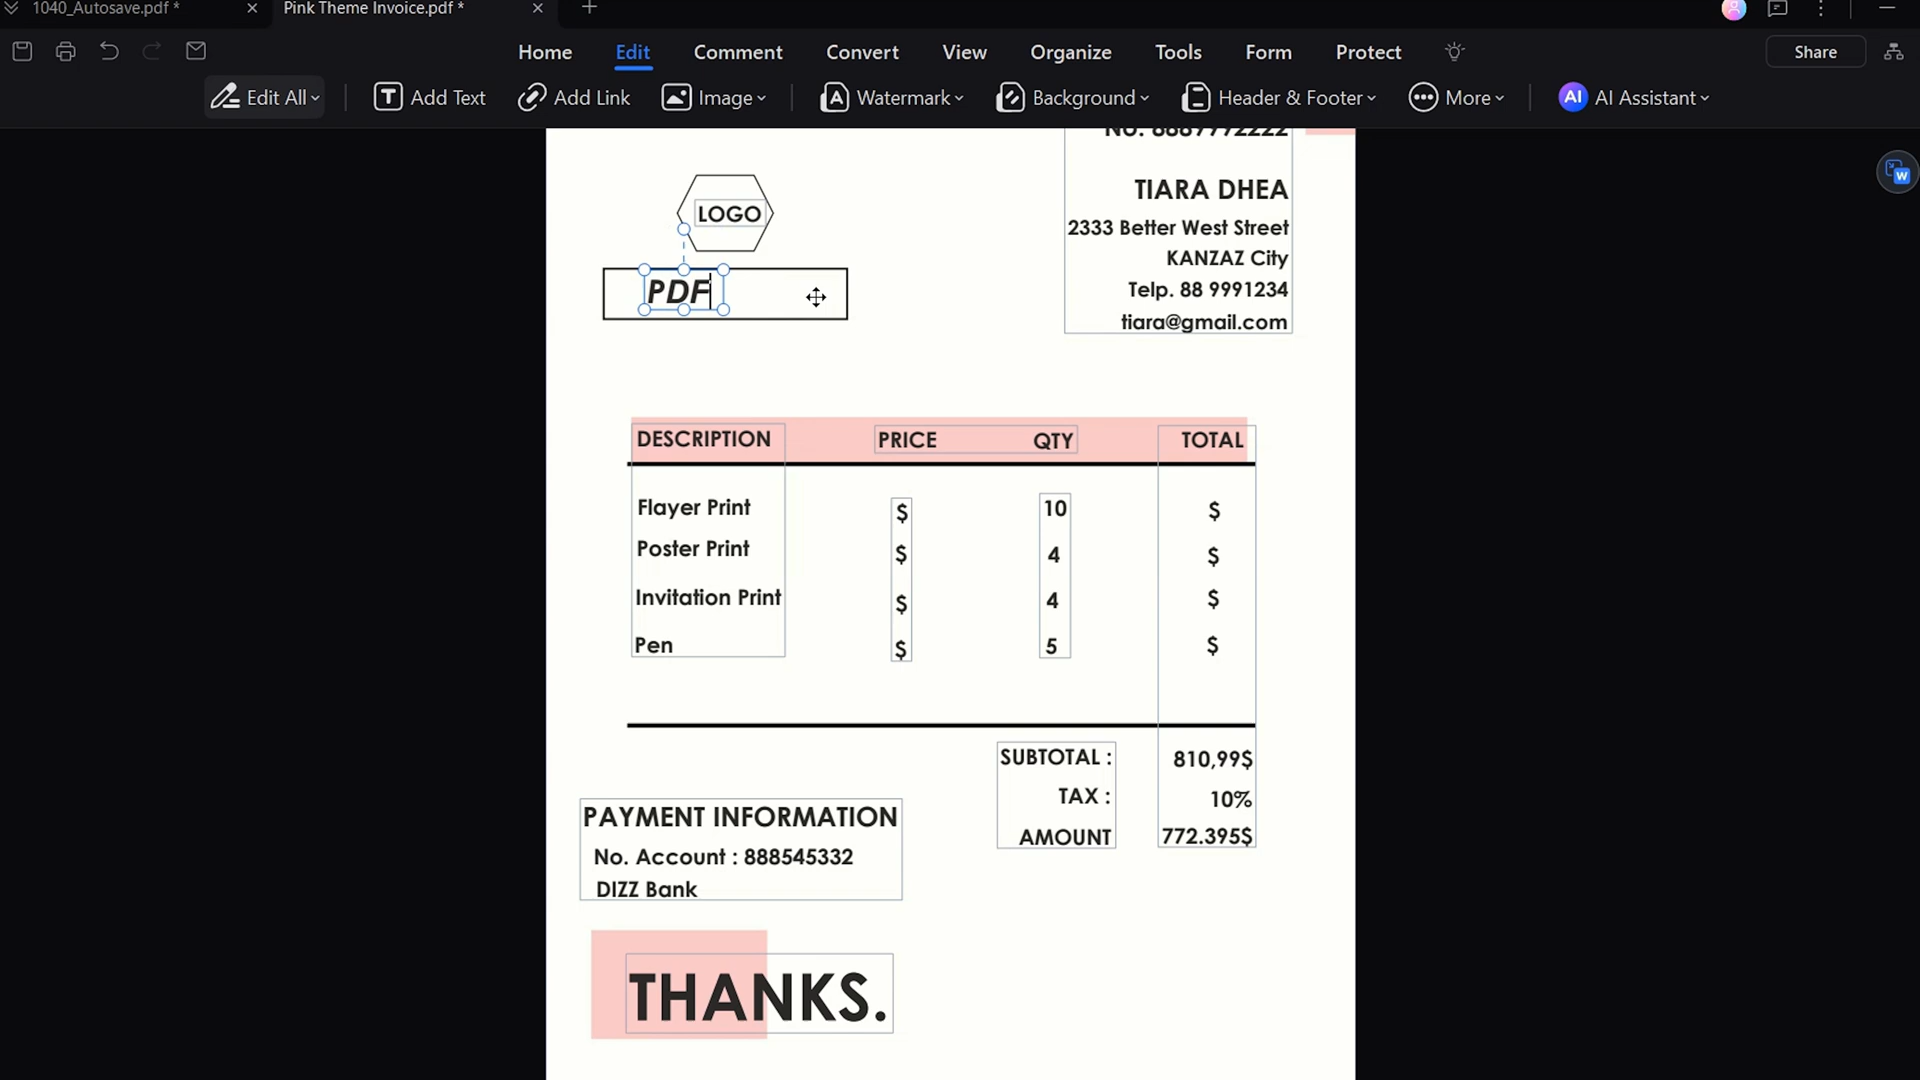 1040_Autosave.pdf *
Pink Theme Invoice.pdf *
Home Edit Comment Convert View Organize Tools Form Protect
Share
Edit All
Add Text
Add Link
Image
Watermark
Background
Header & Footer
More
AI AI Assistant
W
NO. 8889992222
LOGO
PDF
TIARA DHEA
2333 Better West Street
KANZAZ City
Telp. 88 9991234
tiara@gmail.com
DESCRIPTION PRICE QTY TOTAL
Flayer Print $ 10 $
Poster Print $ 4 $
Invitation Print $ 4 $
Pen $ 5 $
SUBTOTAL : 810,99$
TAX : 10%
AMOUNT 772.395$
PAYMENT INFORMATION
No. Account : 888545332
DIZZ Bank
THANKS.